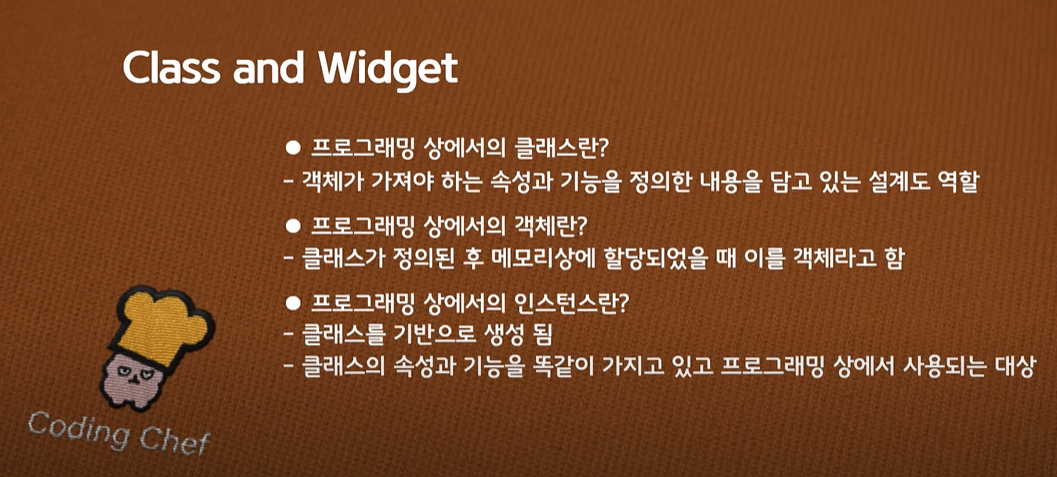 Class and Widget
● 프로그래밍 상에서의 클래스란?
- 객체가 가져야 하는 속성과 기능을 정의한 내용을 담고 있는 설계도 역할
● 프로그래밍 상에서의 객체란?
- 클래스가 정의된 후 메모리상에 할당되었을 때 이를 객체라고 함
● 프로그래밍 상에서의 인스턴스란?
- 클래스를 기반으로 생성 됨
- 클래스의 속성과 기능을 똑같이 가지고 있고 프로그래밍 상에서 사용되는 대상
Coding Chef